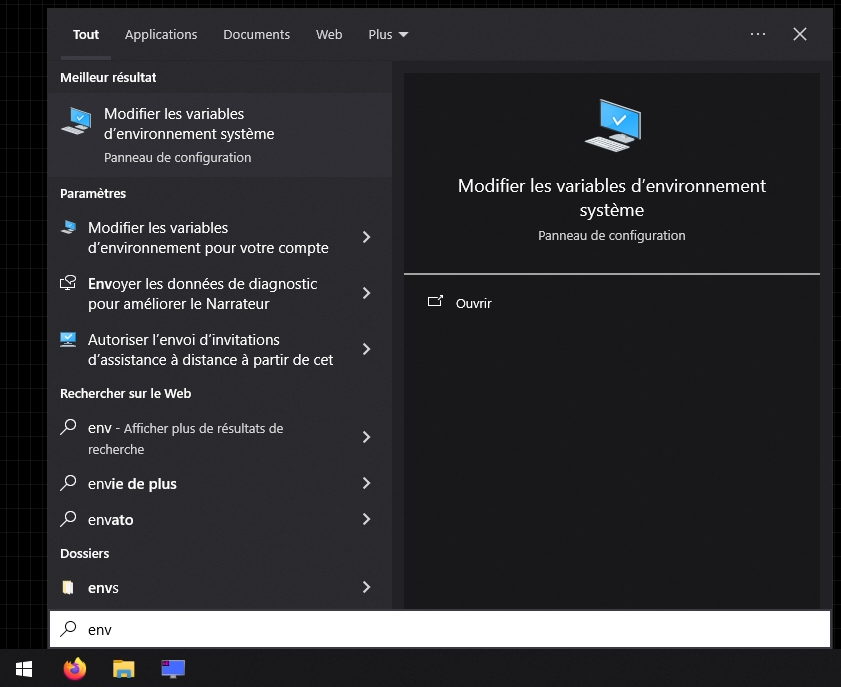 Tout Applications Documents Web Plus
Meilleur résultat
Modifier les variables
d’environnement système
Panneau de configuration
Paramètres
Modifier les variables
d’environnement pour votre compte
Envoyer les données de diagnostic
pour améliorer le Narrateur
Autoriser l’envoi d’invitations
d’assistance à distance à partir de cet
Rechercher sur le Web
env - Afficher plus de résultats de
recherche
envie de plus
envato
Dossiers
envs
env
Modifier les variables d’environnement
système
Panneau de configuration
Ouvrir